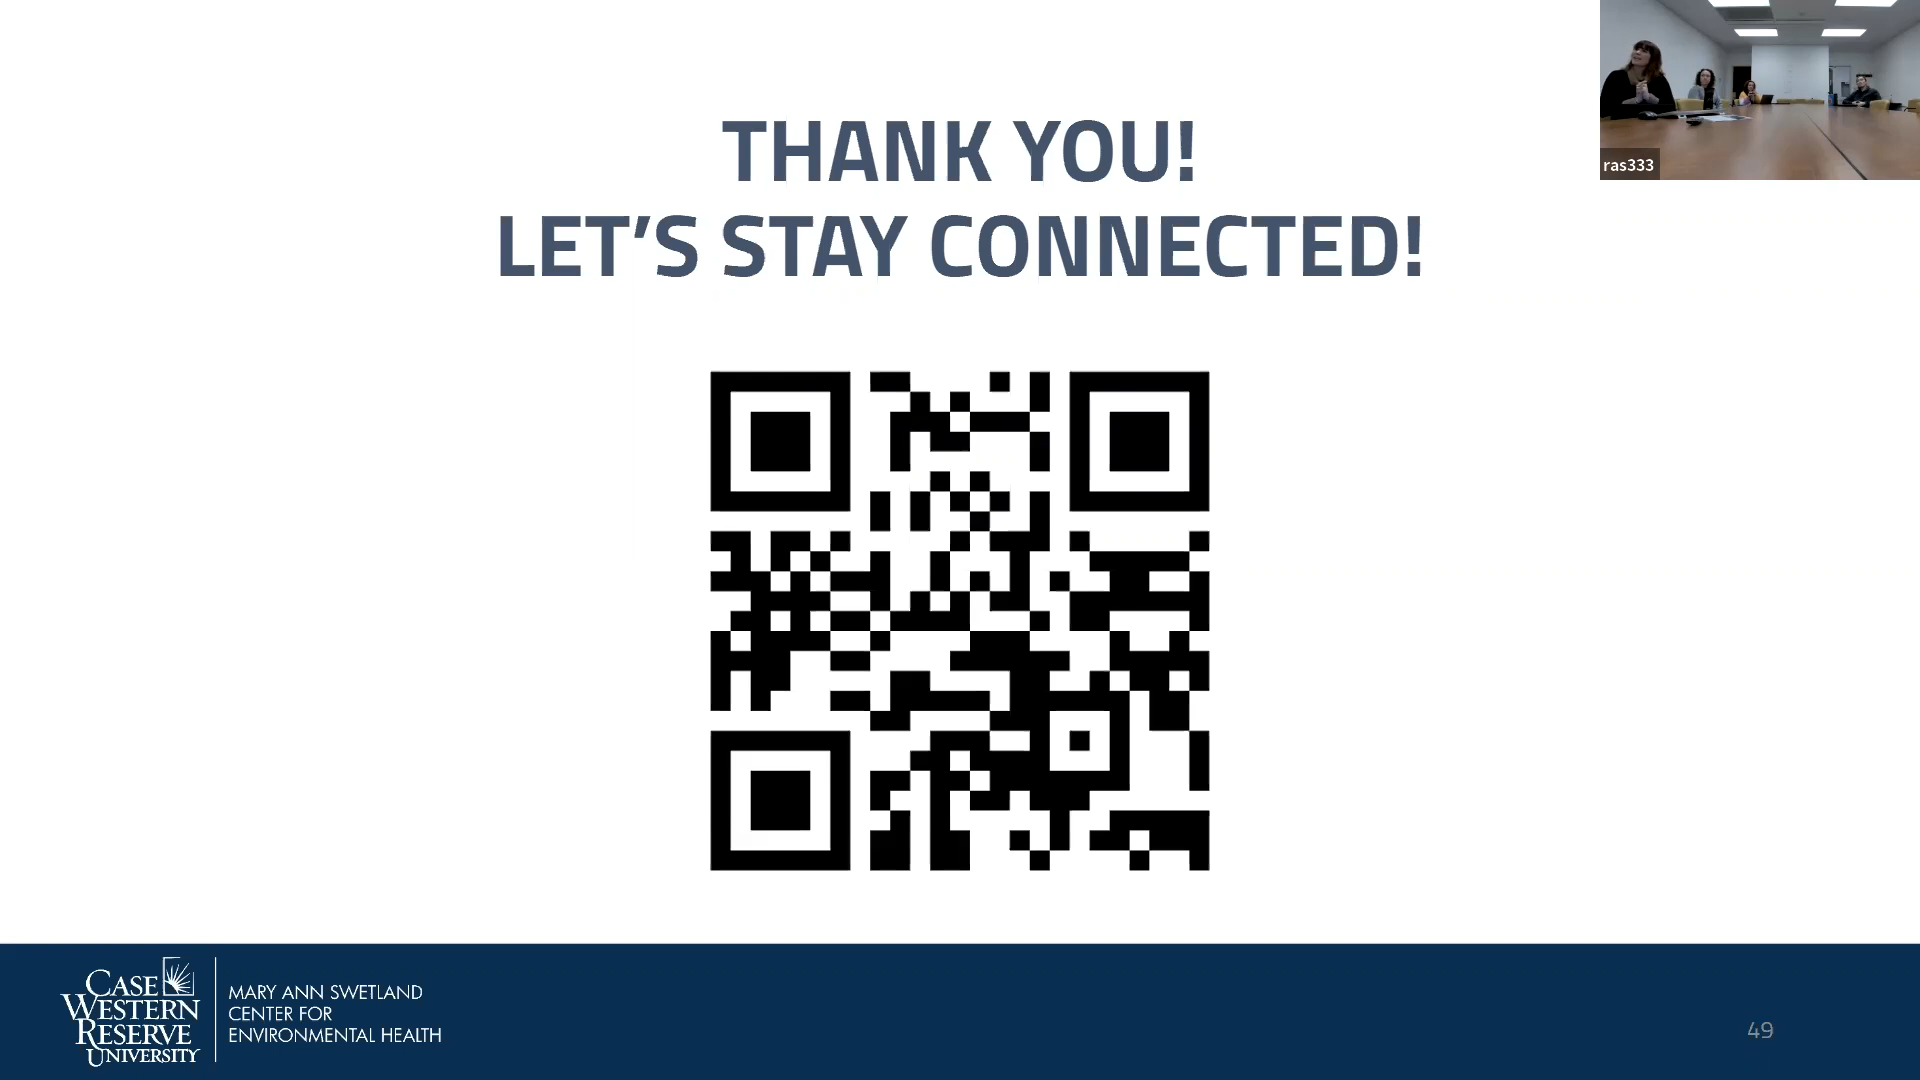 THANK YOU!
LET’S STAY CONNECTED!
ras333
CASE
WESTERN
RESERVE
UNIVERSITY
MARY ANN SWETLAND
CENTER FOR
ENVIRONMENTAL HEALTH
49